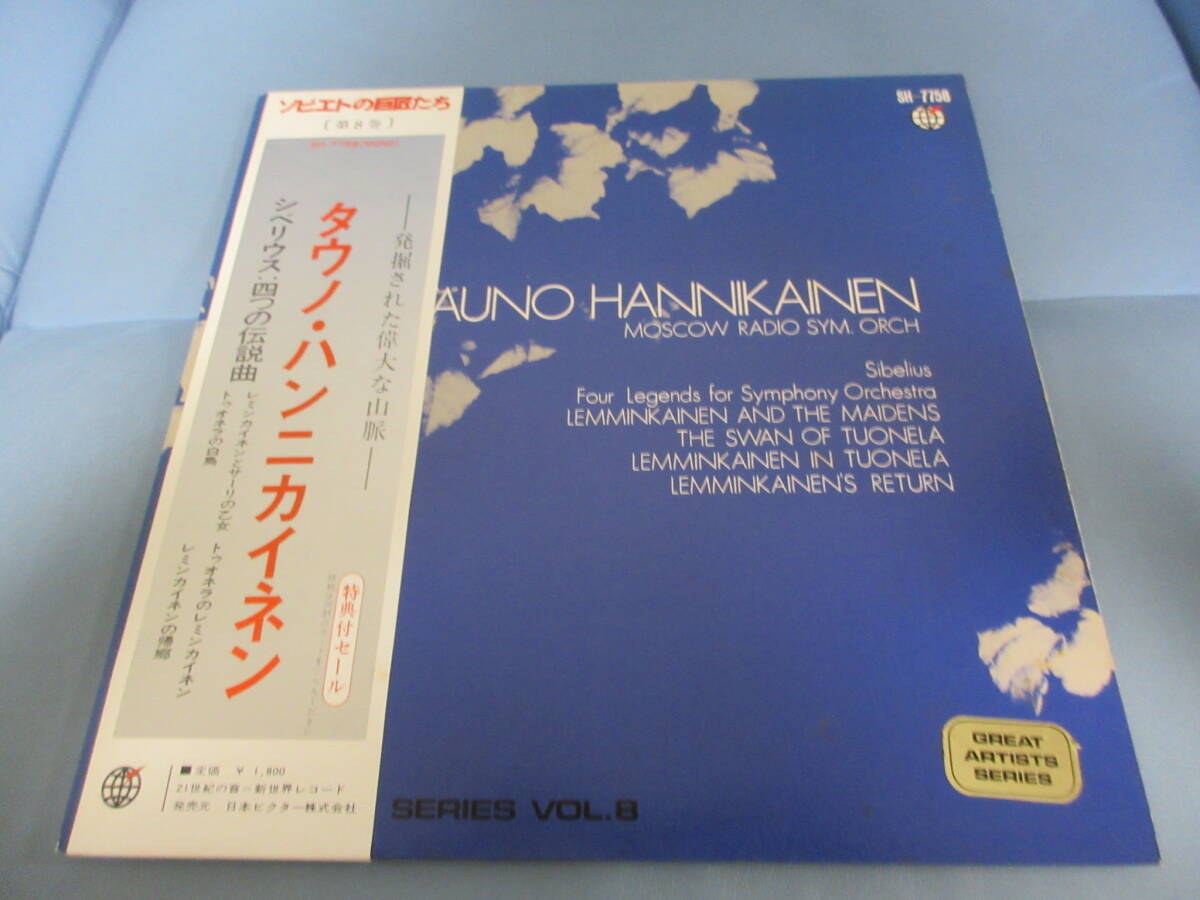 ソビエトの巨匠たち
〔第8巻〕
SH-7758
――発掘された偉大な山脈――
タウノ・ハンニカイネン
シベリウス:四つの伝説曲
レミンカイネンとサーリの乙女
トゥオネラの白鳥
トゥオネラのレミンカイネン
レミンカイネンの帰郷
特典付セール
■定価 ¥ 1,800
21世紀の音=新世界レコード
発売元 日本ビクター株式会社
SH-7758
AUNO HANNIKAINEN
MOSCOW RADIO SYM. ORCH
Sibelius
Four Legends for Symphony Orchestra
LEMMINKAINEN AND THE MAIDENS
THE SWAN OF TUONELA
LEMMINKAINEN IN TUONELA
LEMMINKAINEN'S RETURN
GREAT
ARTISTS
SERIES
SERIES VOL.8